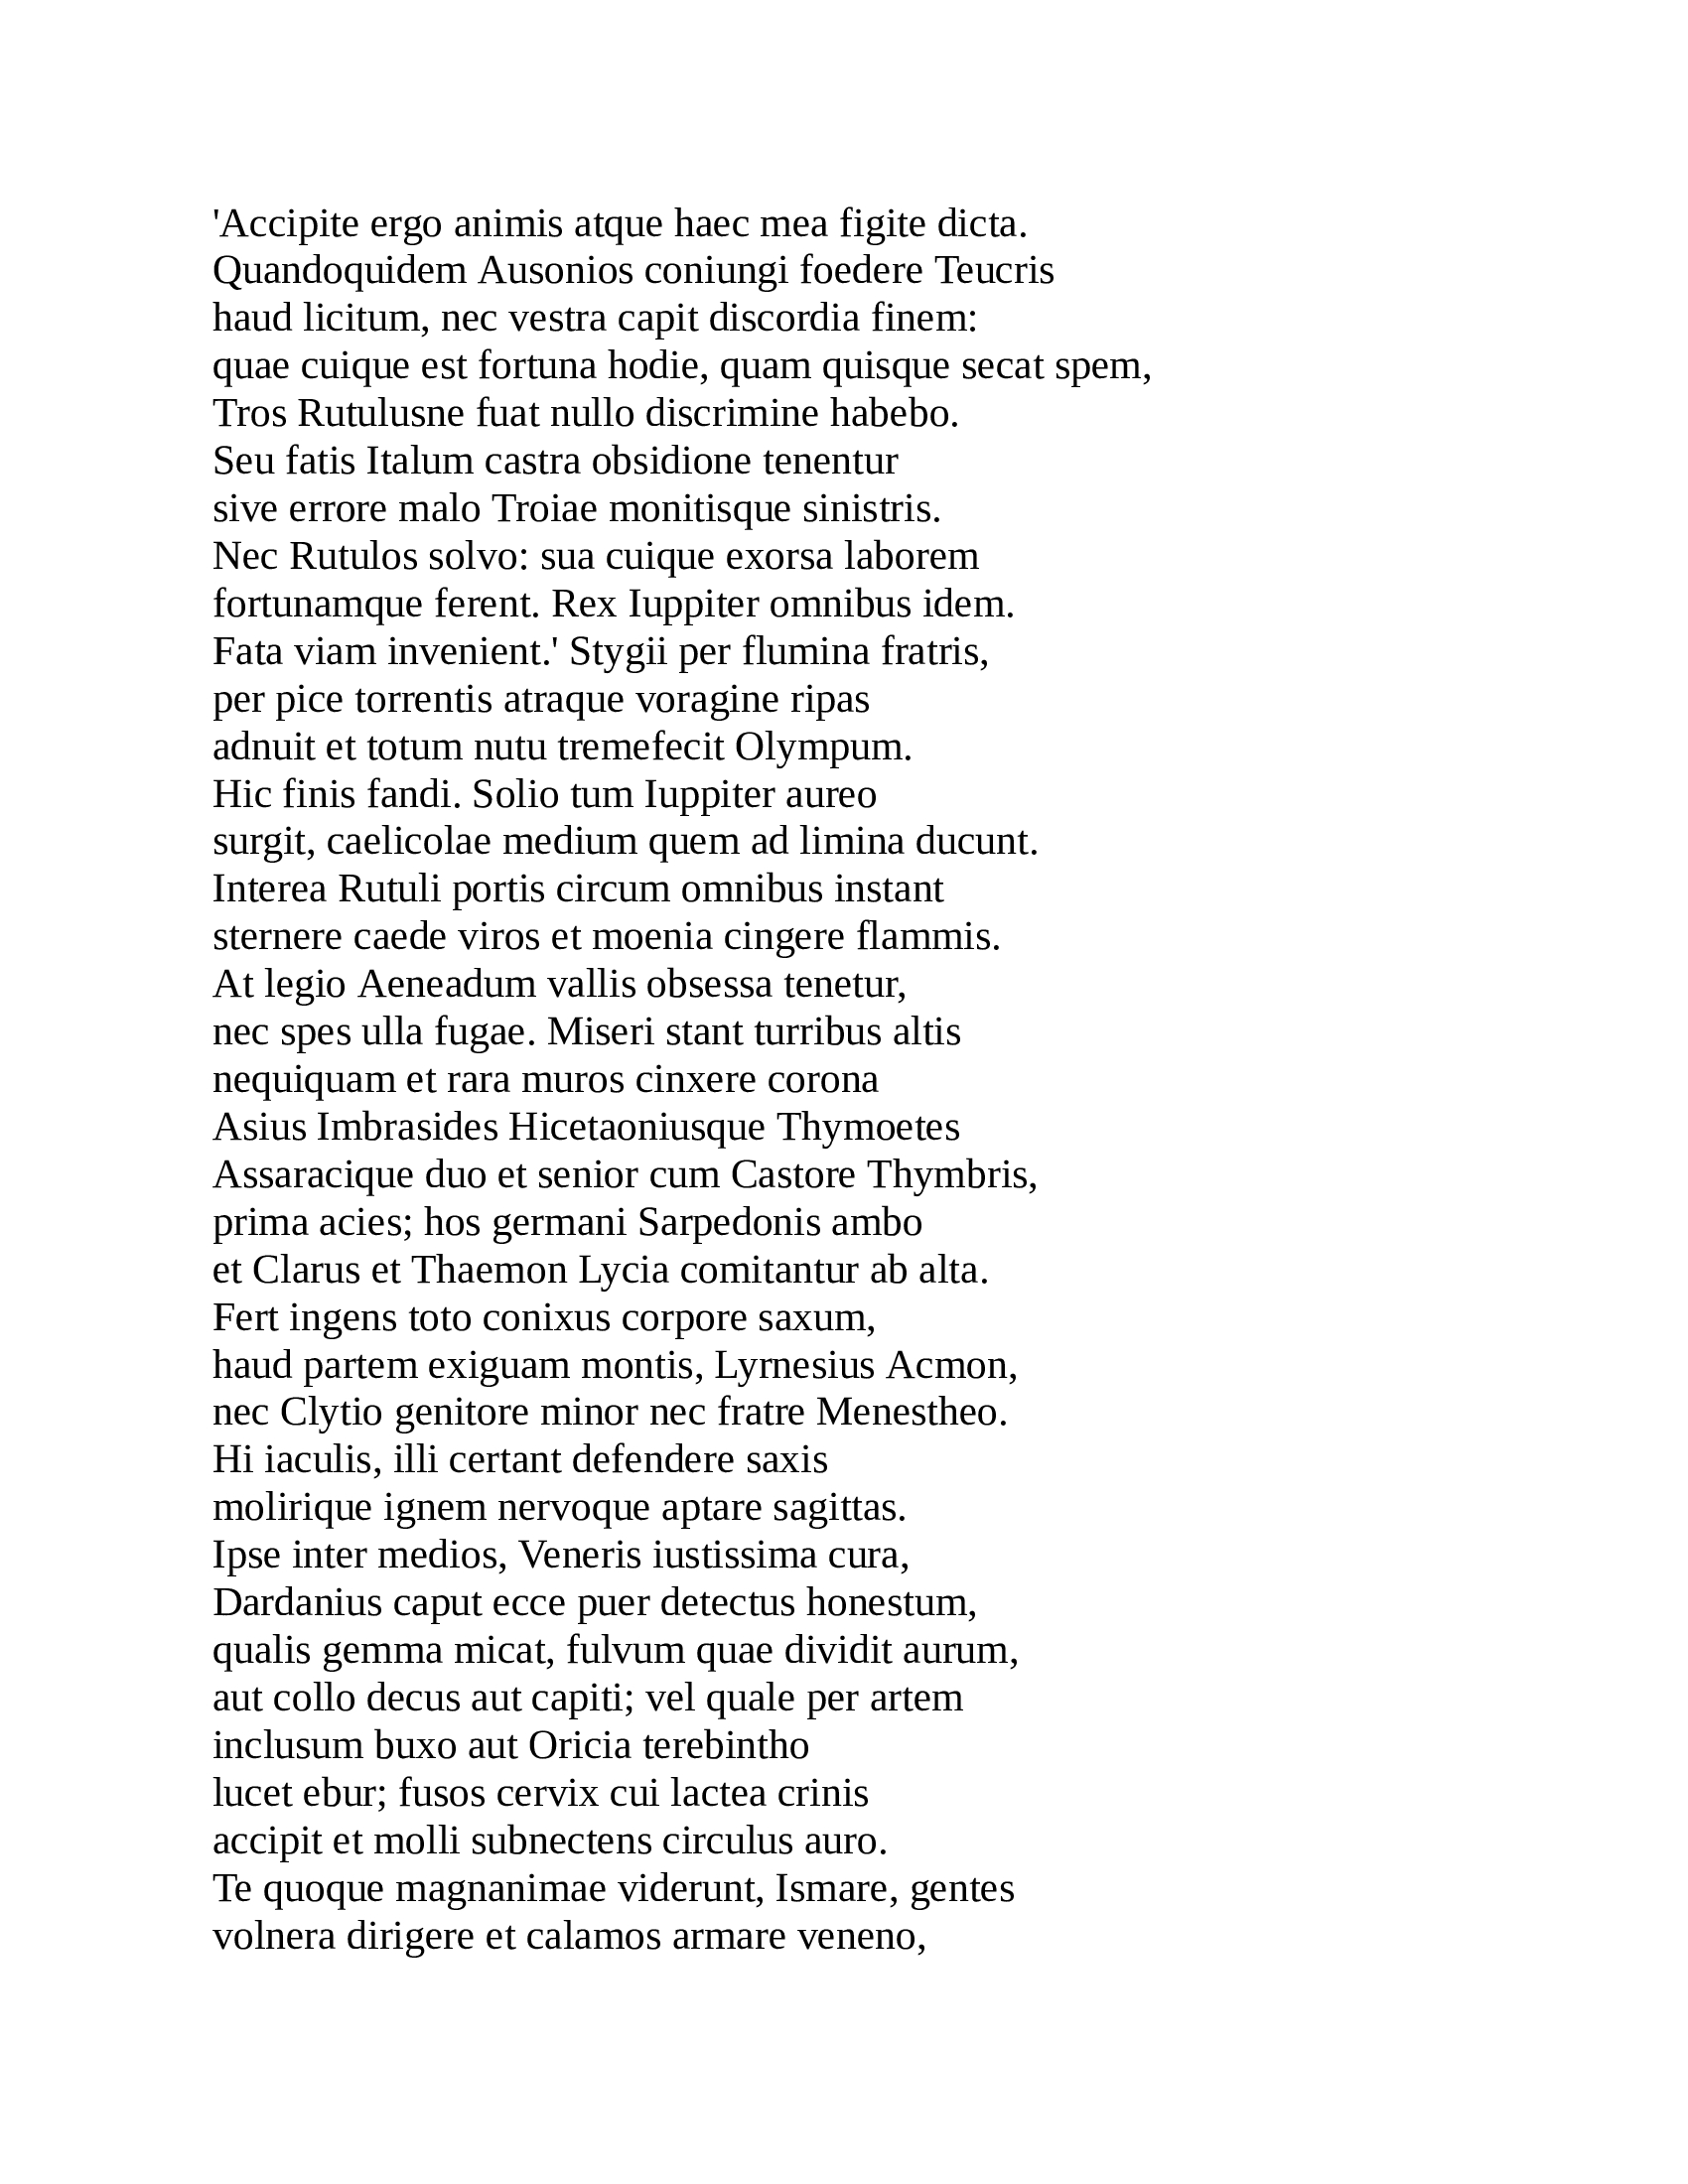 'Accipite ergo animis atque haec mea figite dicta.
Quandoquidem Ausonios coniungi foedere Teucris
haud licitum, nec vestra capit discordia finem:
quae cuique est fortuna hodie, quam quisque secat spem,
Tros Rutulusne fuat nullo discrimine habebo.
Seu fatis Italum castra obsidione tenentur
sive errore malo Troiae monitisque sinistris.
Nec Rutulos solvo: sua cuique exorsa laborem
fortunamque ferent. Rex Iuppiter omnibus idem.
Fata viam invenient.' Stygii per flumina fratris,
per pice torrentis atraque voragine ripas
adnuit et totum nutu tremefecit Olympum.
Hic finis fandi. Solio tum Iuppiter aureo
surgit, caelicolae medium quem ad limina ducunt.
Interea Rutuli portis circum omnibus instant
sternere caede viros et moenia cingere flammis.
At legio Aeneadum vallis obsessa tenetur,
nec spes ulla fugae. Miseri stant turribus altis
nequiquam et rara muros cinxere corona
Asius Imbrasides Hicetaoniusque Thymoetes
Assaracique duo et senior cum Castore Thymbris,
prima acies; hos germani Sarpedonis ambo
et Clarus et Thaemon Lycia comitantur ab alta.
Fert ingens toto conixus corpore saxum,
haud partem exiguam montis, Lyrnesius Acmon,
nec Clytio genitore minor nec fratre Menestheo.
Hi iaculis, illi certant defendere saxis
molirique ignem nervoque aptare sagittas.
Ipse inter medios, Veneris iustissima cura,
Dardanius caput ecce puer detectus honestum,
qualis gemma micat, fulvum quae dividit aurum,
aut collo decus aut capiti; vel quale per artem
inclusum buxo aut Oricia terebintho
lucet ebur; fusos cervix cui lactea crinis
accipit et molli subnectens circulus auro.
Te quoque magnanimae viderunt, Ismare, gentes
volnera dirigere et calamos armare veneno,